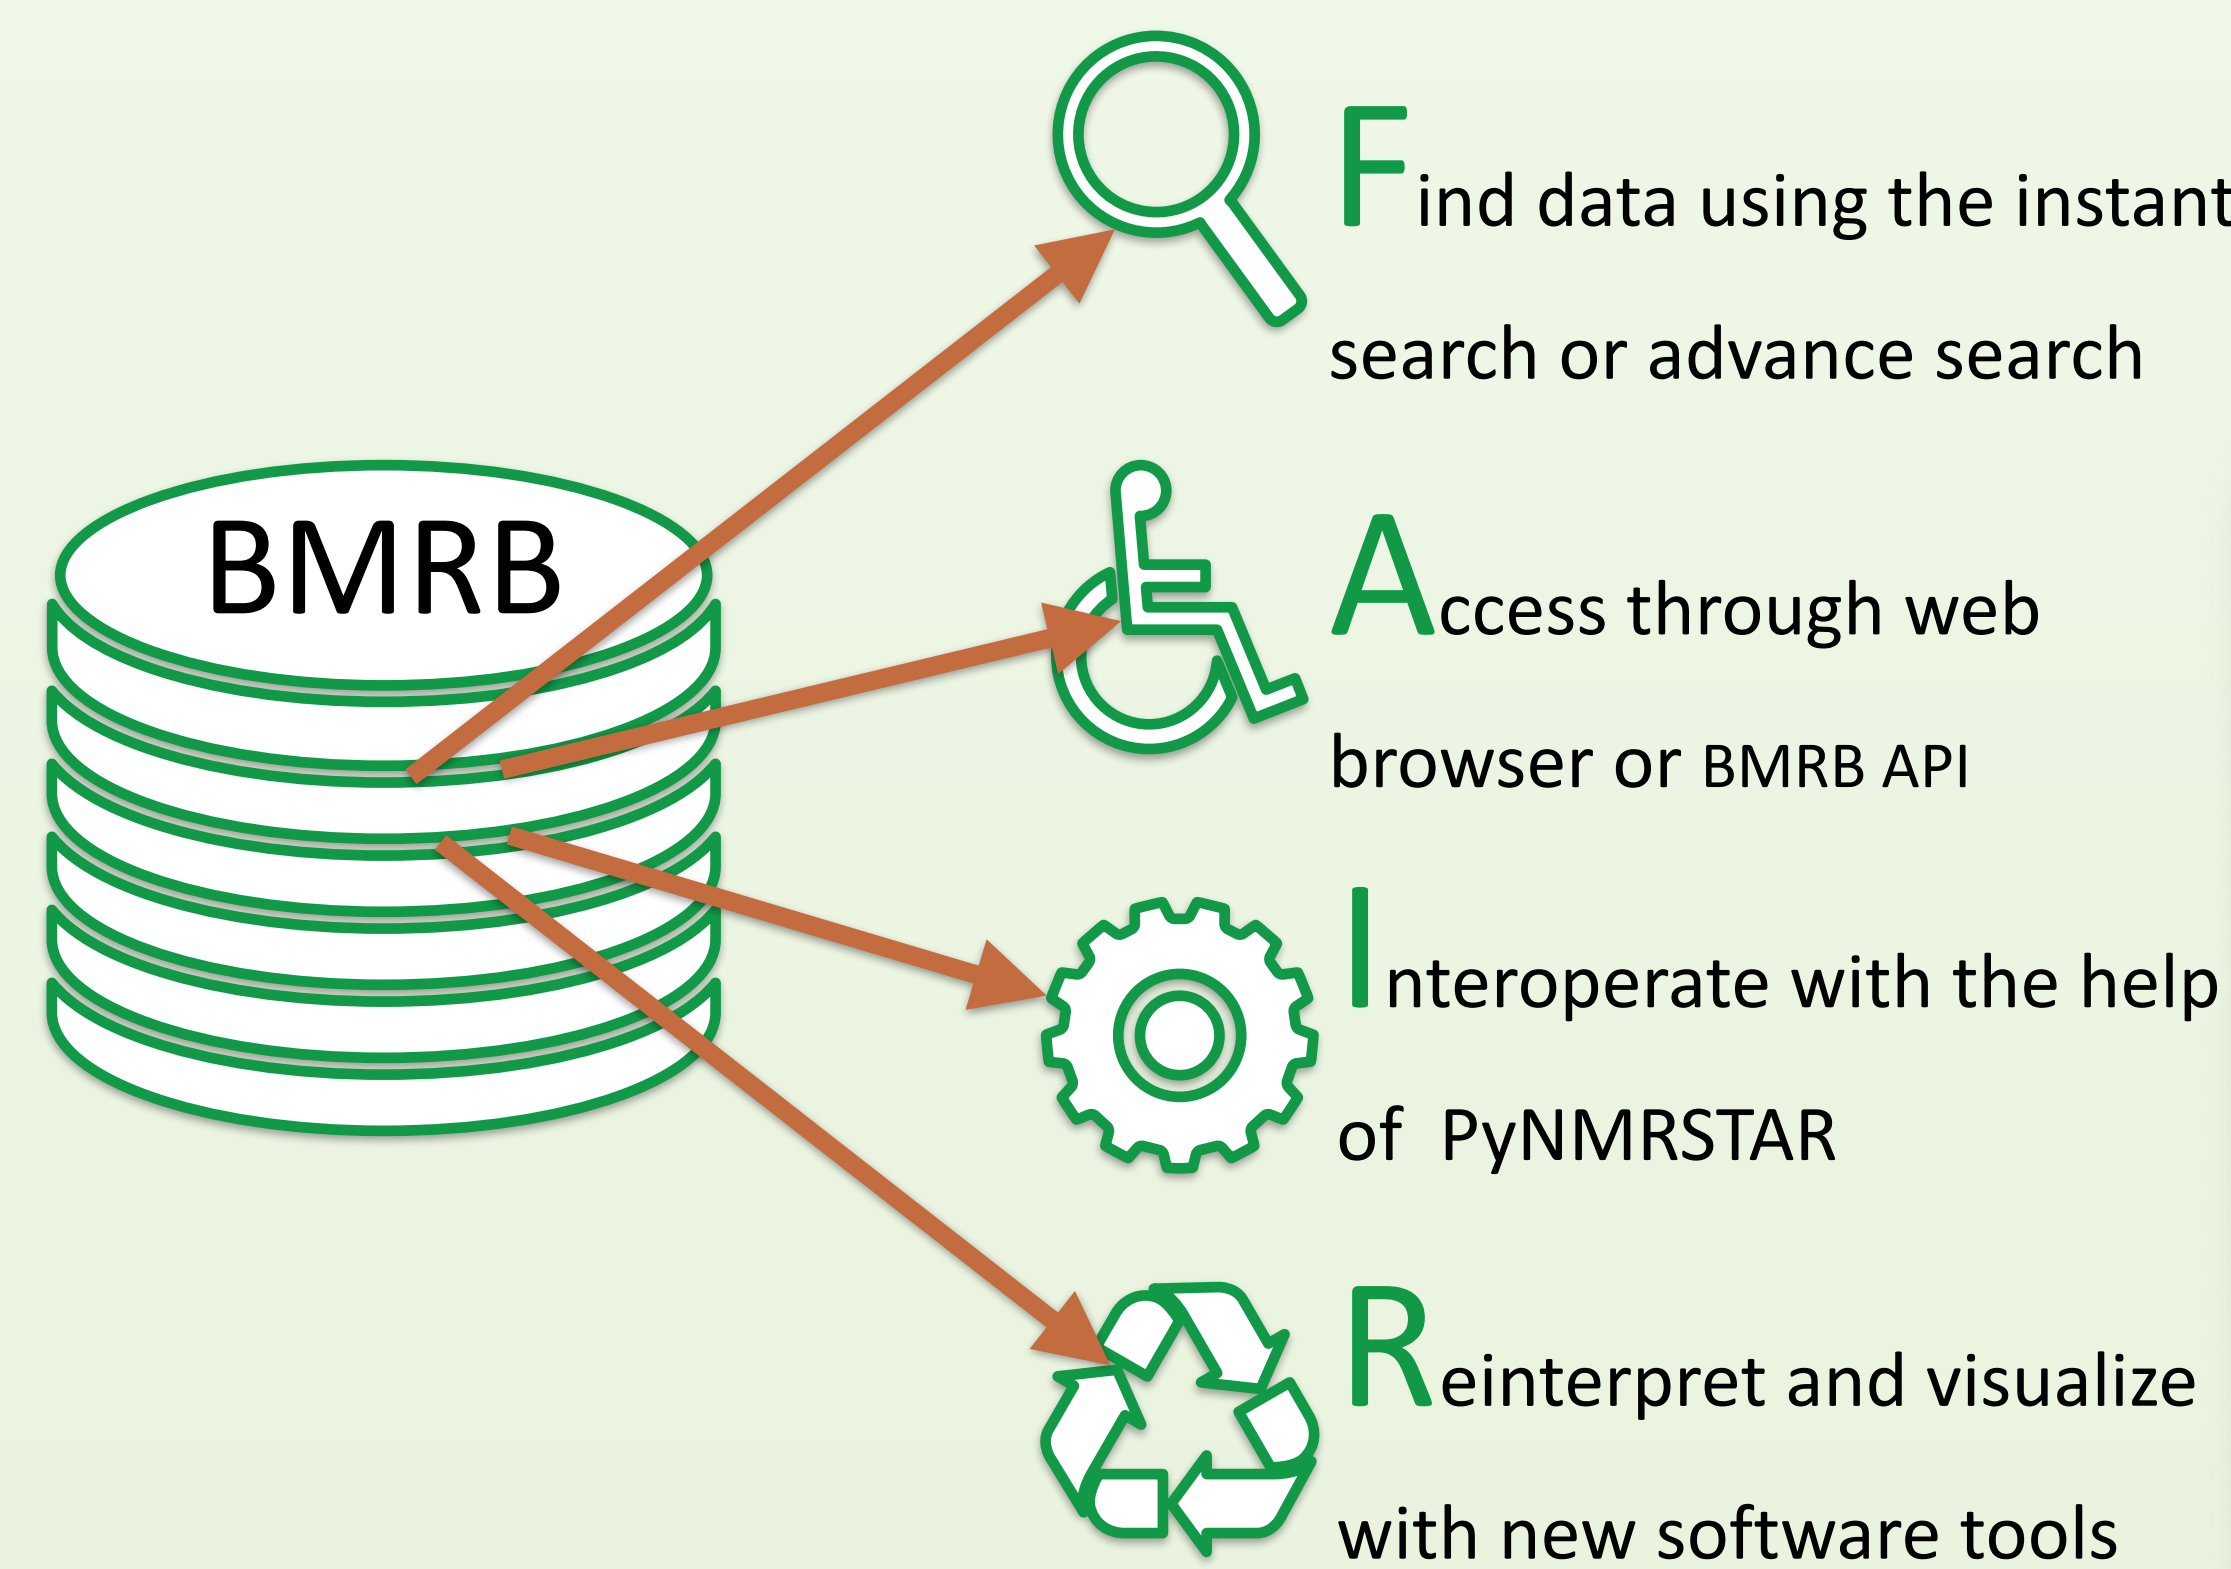 BMRB
Find data using the instant
search or advance search
Access through web
browser or BMRB API
Interoperate with the help
of PyNMRSTAR
Reinterpret and visualize
with new software tools